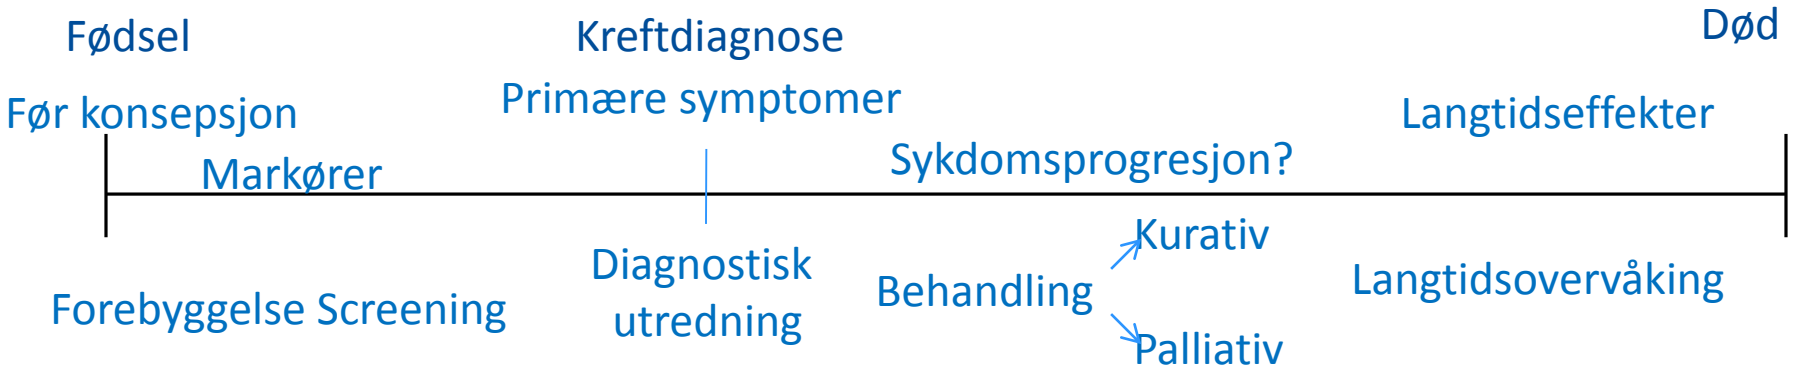 Fødsel
Kreftdiagnose
Død
Før konsepsjon
Primære symptomer
Langtidseffekter
Markører
Sykdomsprogresjon?
Forebyggelse Screening
Diagnostisk
utredning
Behandling
Kurativ
Palliativ
Langtidsovervåking